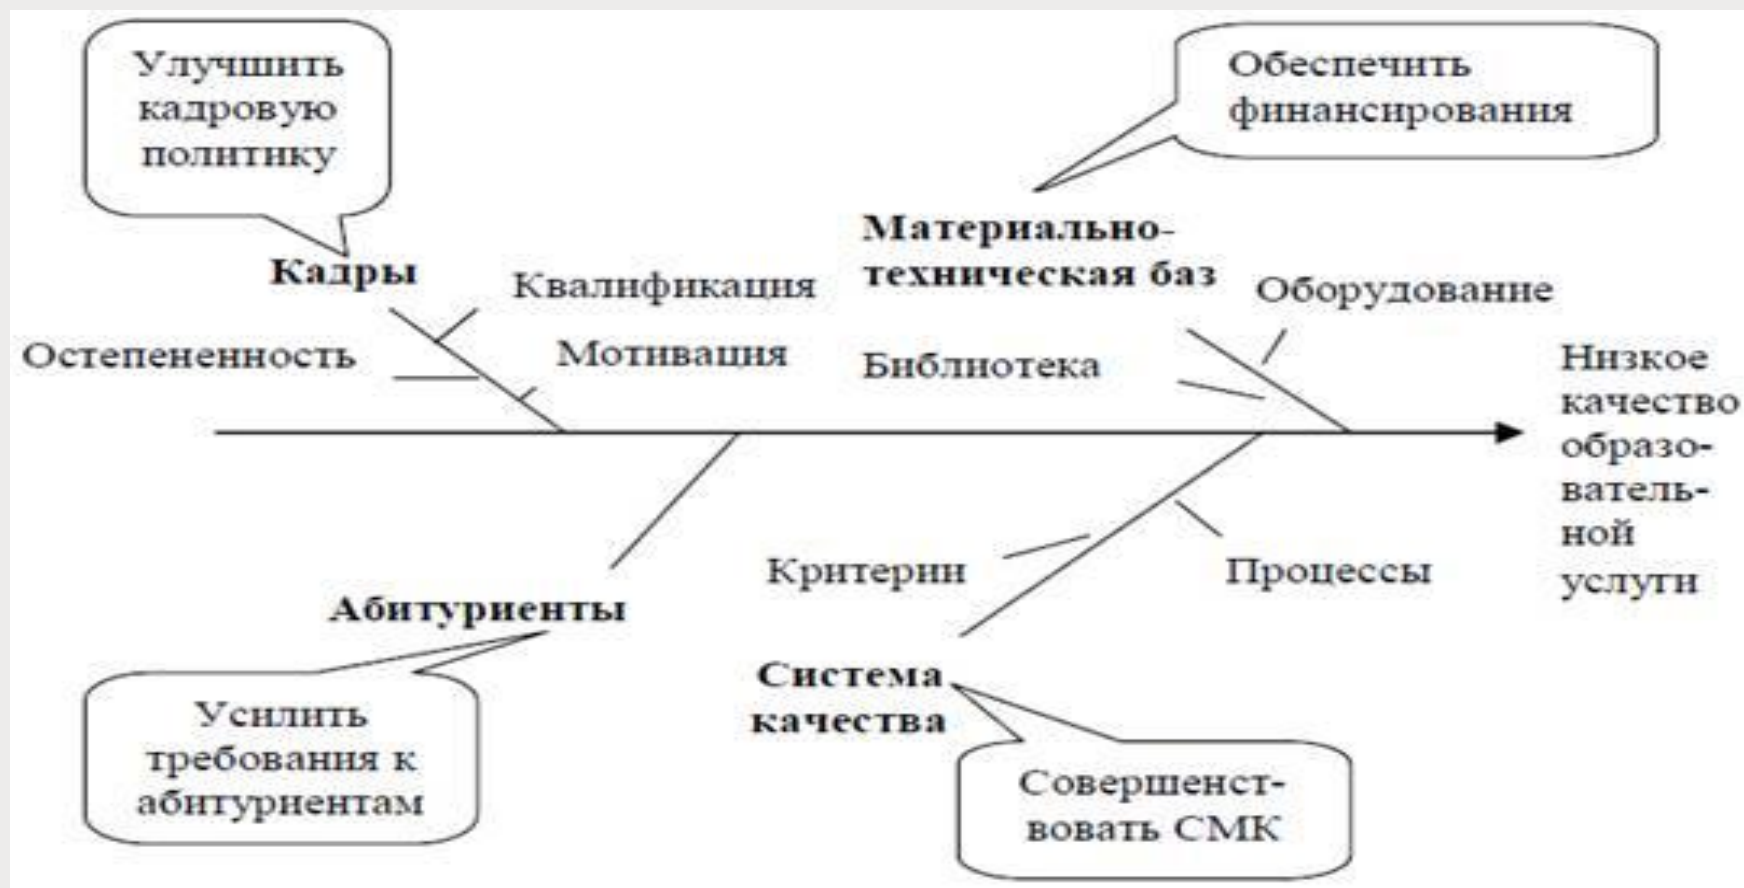 Улучшить
кадровую
политику
Обеспечить
финансирования
Кадры
Материально-
техническая баз
Квалификация
Оборудование
Остепененность
Мотивация
Библиотека
Низкое
качество
образо-
ватель-
ной
услуги
Критерии
Процессы
Абитуриенты
Система
качества
Усилить
требования к
абитуриентам
Совершенст-
вовать СМК